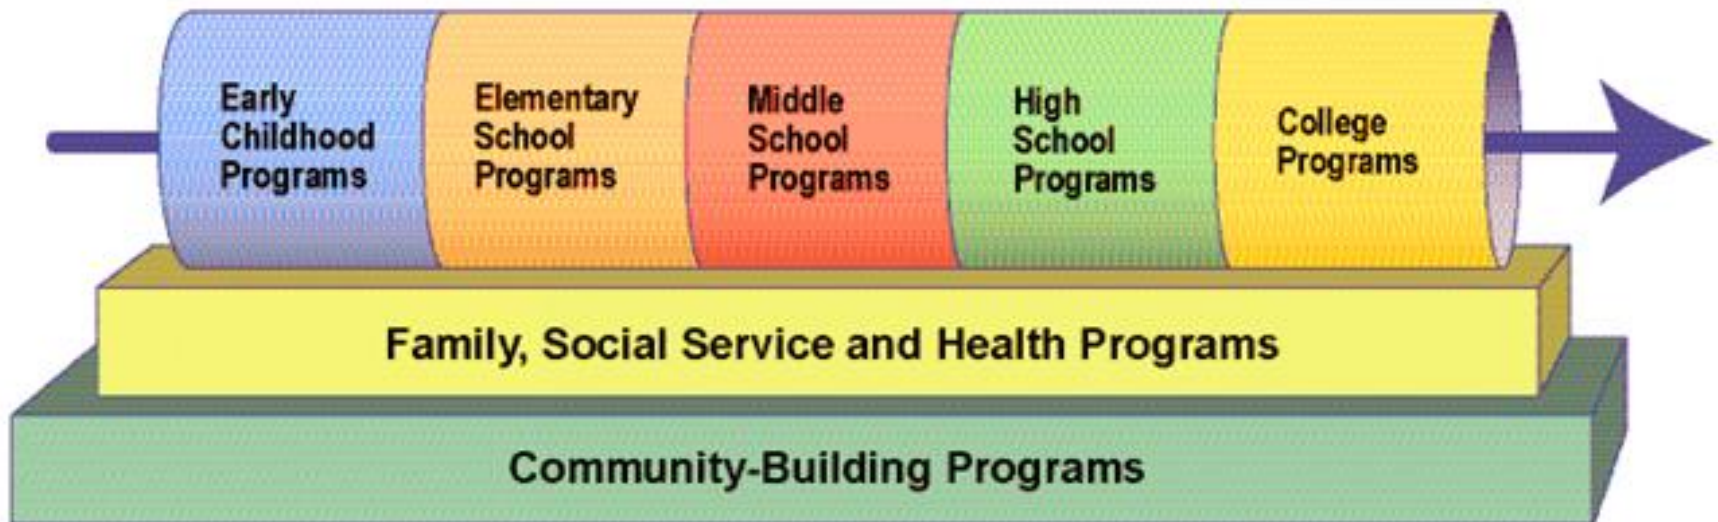 Early
Childhood
Programs
Elementary
School
Programs
Middle
School
Programs
High
School
Programs
College
Programs
Family, Social Service and Health Programs
Community-Building Programs